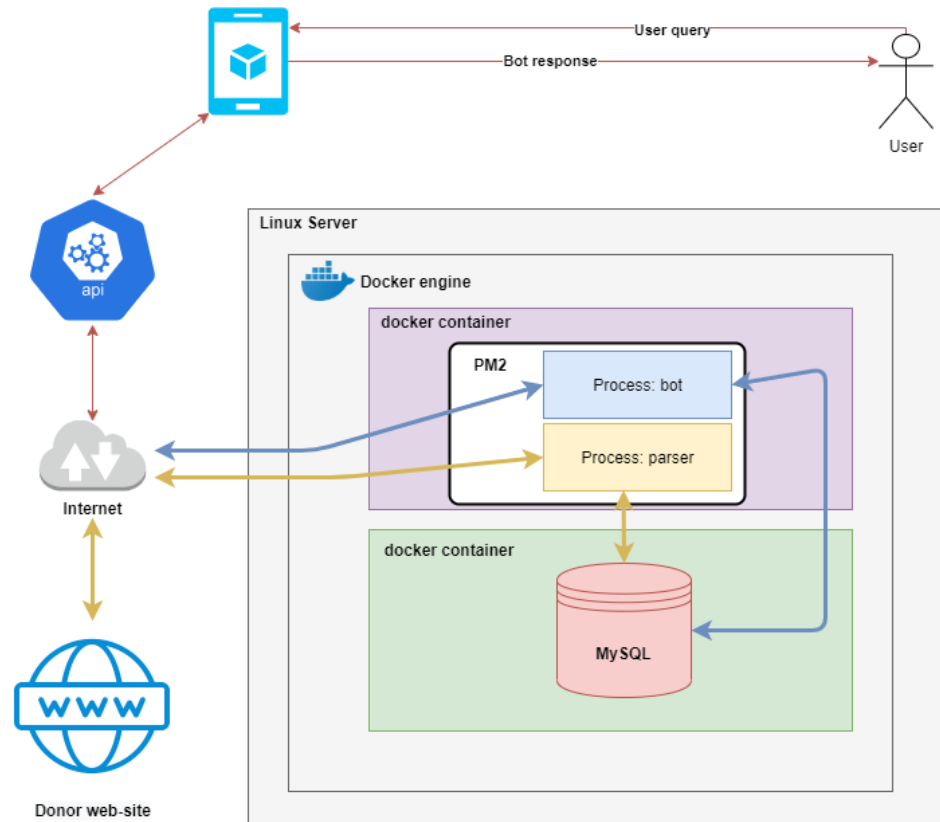 User query
Bot response
User
Linux Server
api
Docker engine
docker container
PM2
Process: bot
Process: parser
Internet
docker container
MySQL
WWW
Donor web-site